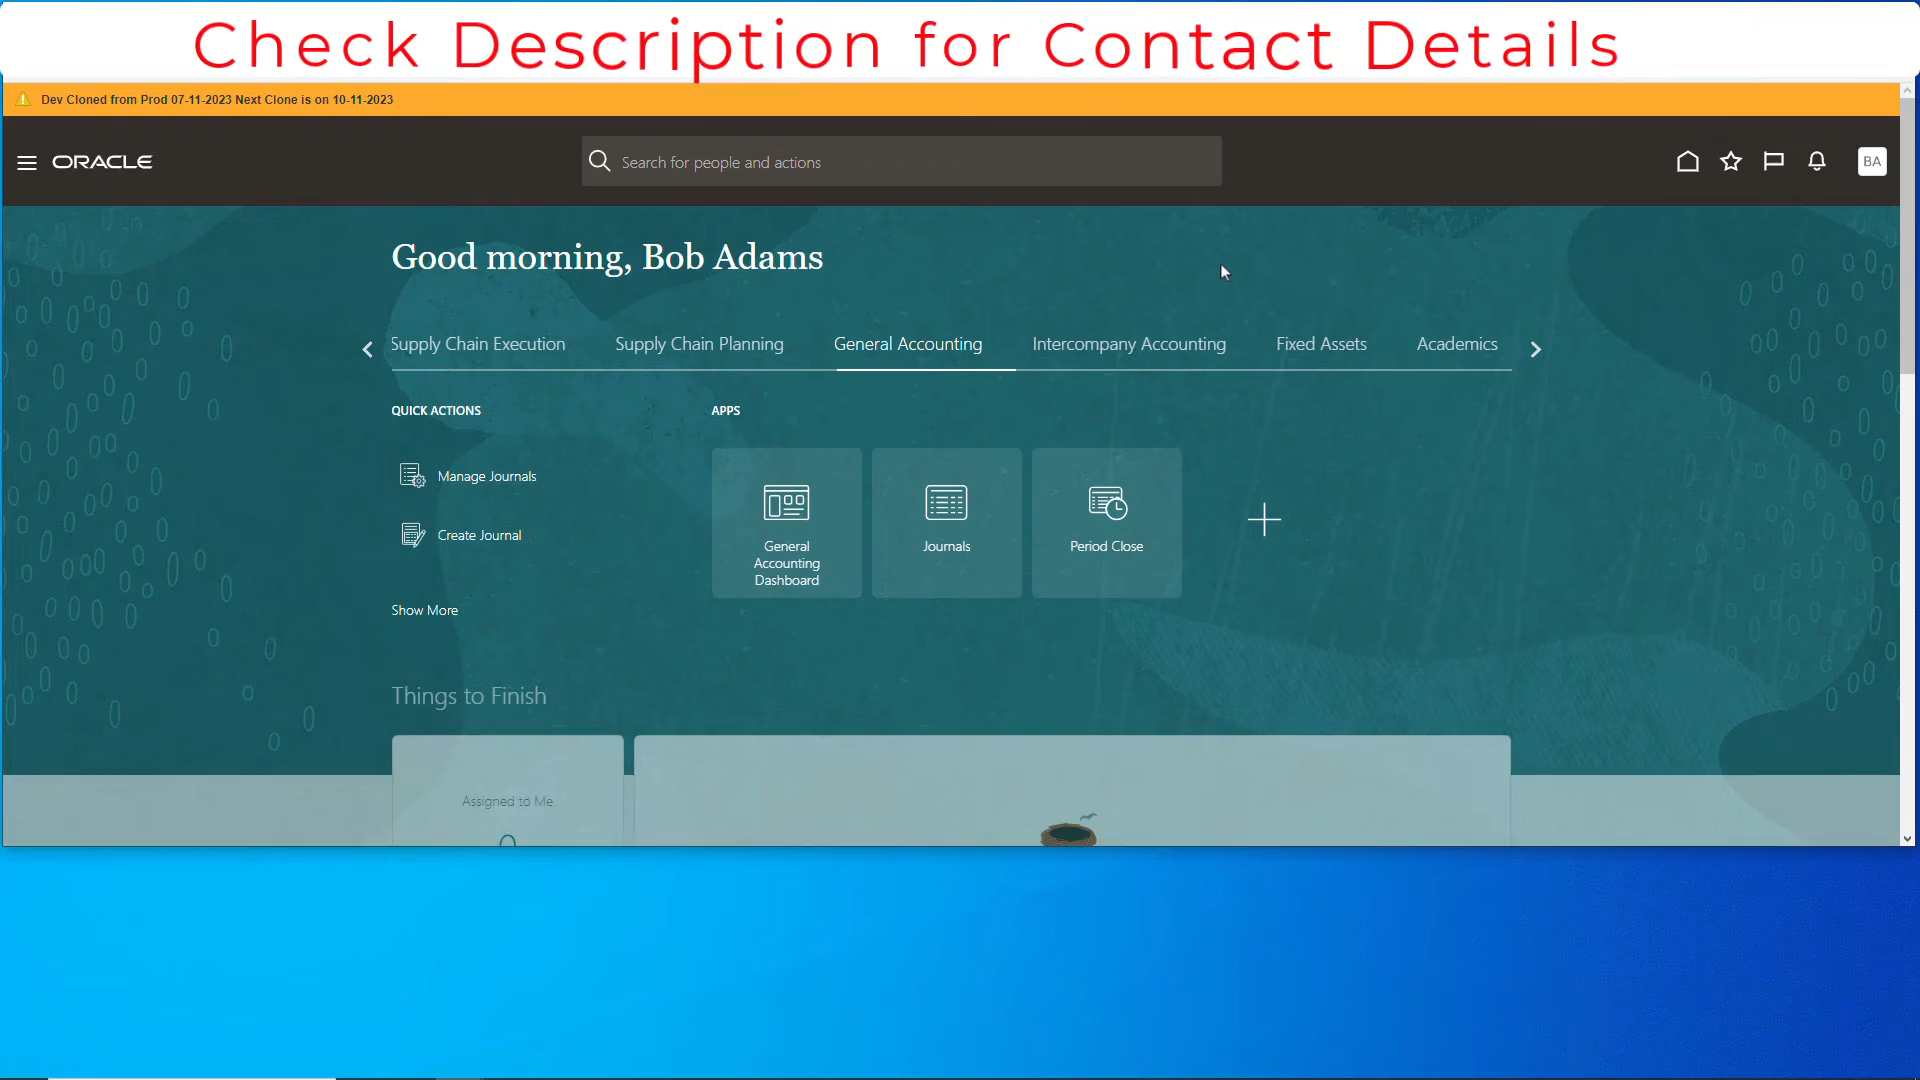 Check Description for Contact Details
Dev Cloned from Prod 07-11-2023 Next Clone is on 10-11-2023
ORACLE
Search for people and actions
BA
Good morning, Bob Adams
Supply Chain Execution
Supply Chain Planning
General Accounting
Intercompany Accounting
Fixed Assets
Academics
QUICK ACTIONS
APPS
Manage Journals
Create Journal
Show More
General
Accounting
Dashboard
Journals
Period Close
Things to Finish
Assigned to Me